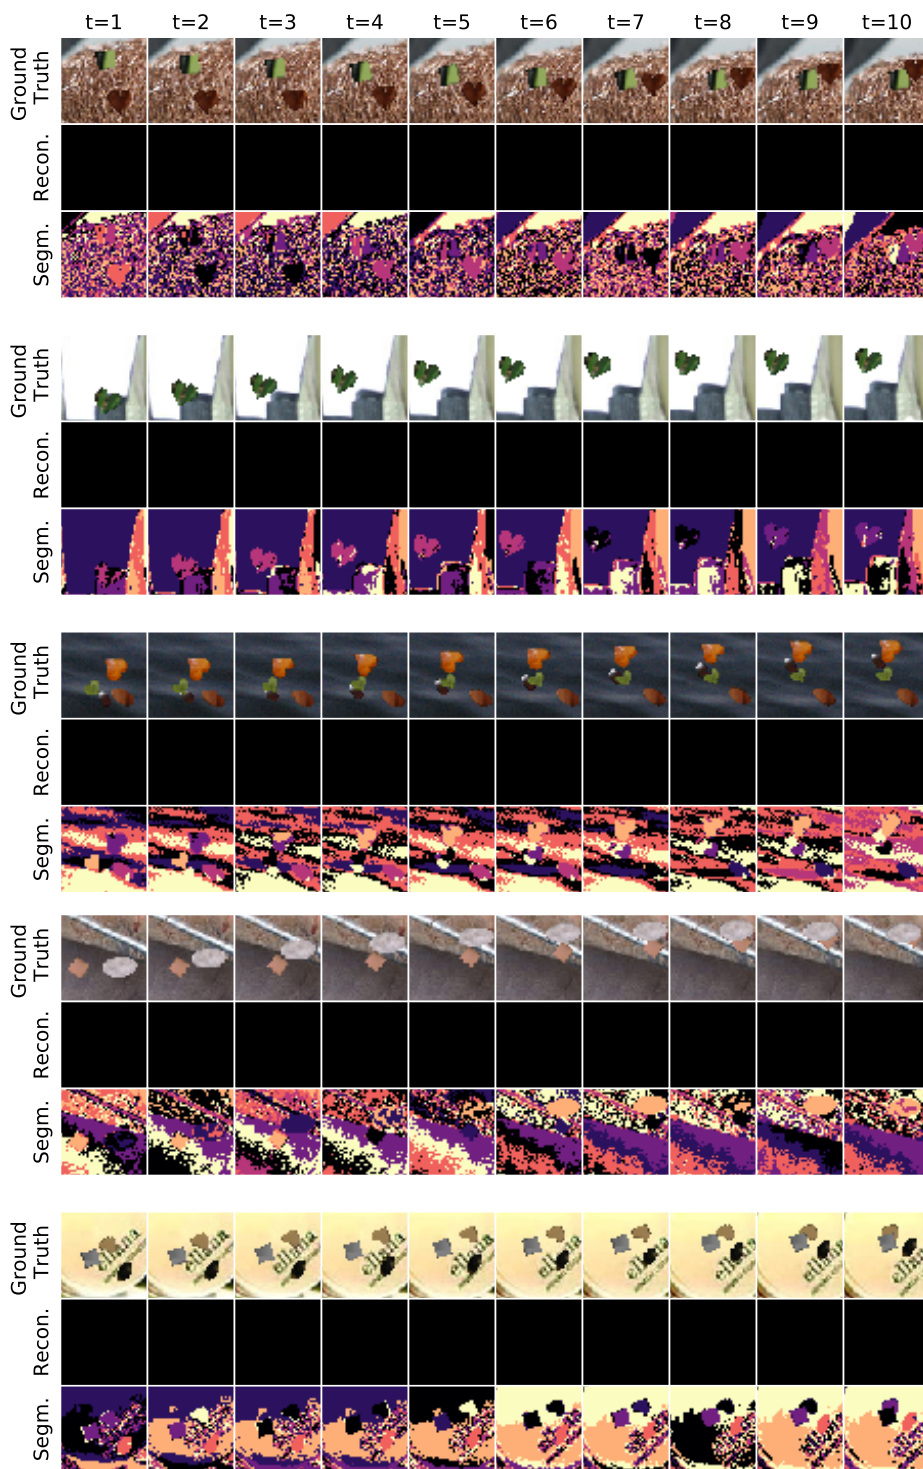 t=1 t=2 t=3 t=4 t=5 t=6 t=7 t=8 t=9 t=10
Ground
Truth
Recon.
Segm.
Ground
Truth
Recon.
Segm.
Ground
Truth
Recon.
Segm.
Ground
Truth
Recon.
Segm.
Ground
Truth
Recon.
Segm.